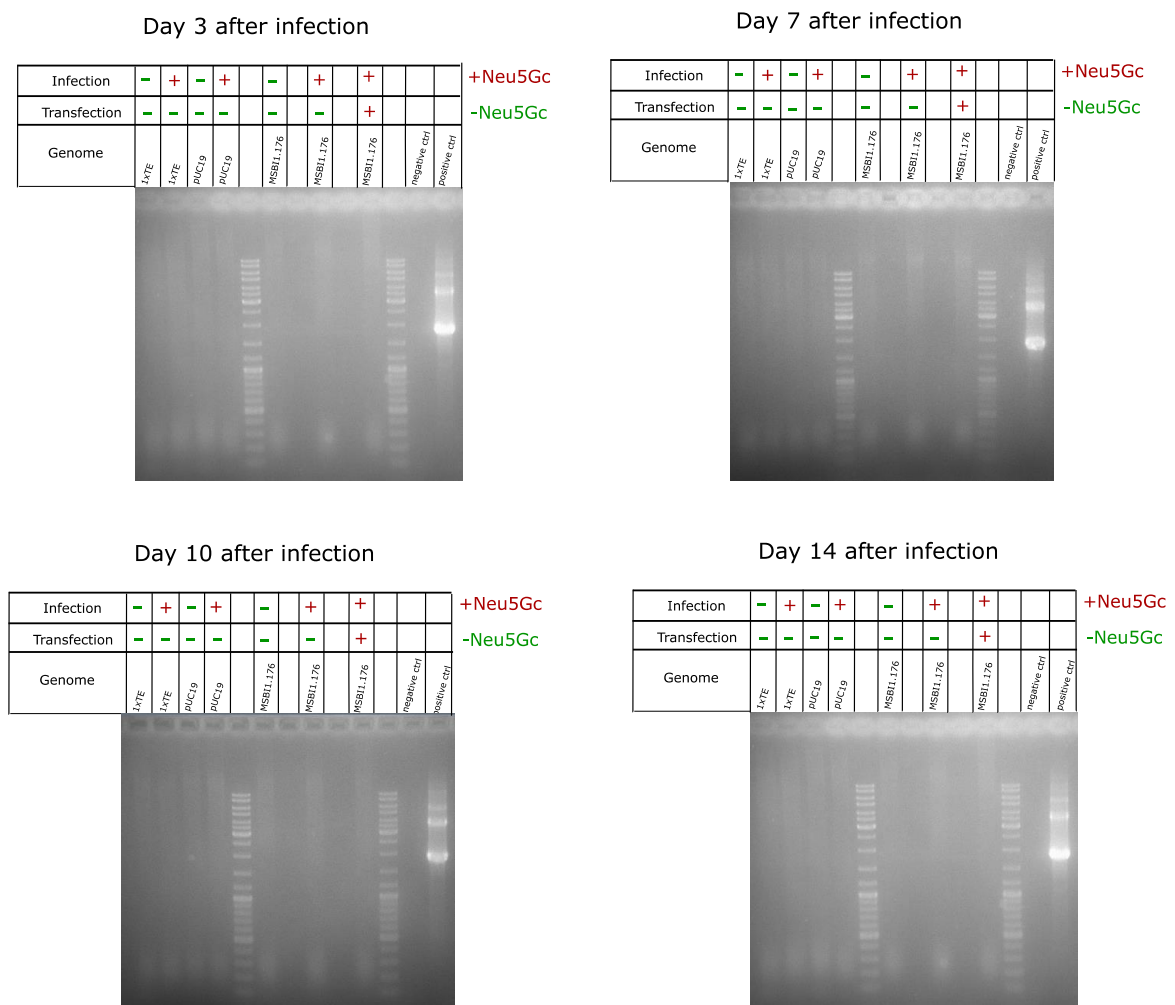 Day 3 after infection
Infection - + - + - + + +Neu5Gc
Transfection - - - - - - + -Neu5Gc
Genome 1xTE 1xTE pUC19 pUC19 MSBI1.176 MSBI1.176 MSBI1.176 negative ctrl positive ctrl
Day 7 after infection
Infection - + - + - + + +Neu5Gc
Transfection - - - - - - + -Neu5Gc
Genome 1xTE 1xTE pUC19 pUC19 MSBI1.176 MSBI1.176 MSBI1.176 negative ctrl positive ctrl
Day 10 after infection
Infection - + - + - + + +Neu5Gc
Transfection - - - - - - + -Neu5Gc
Genome 1xTE 1xTE pUC19 pUC19 MSBI1.176 MSBI1.176 MSBI1.176 negative ctrl positive ctrl
Day 14 after infection
Infection - + - + - + + +Neu5Gc
Transfection - - - - - - + -Neu5Gc
Genome 1xTE 1xTE pUC19 pUC19 MSBI1.176 MSBI1.176 MSBI1.176 negative ctrl positive ctrl